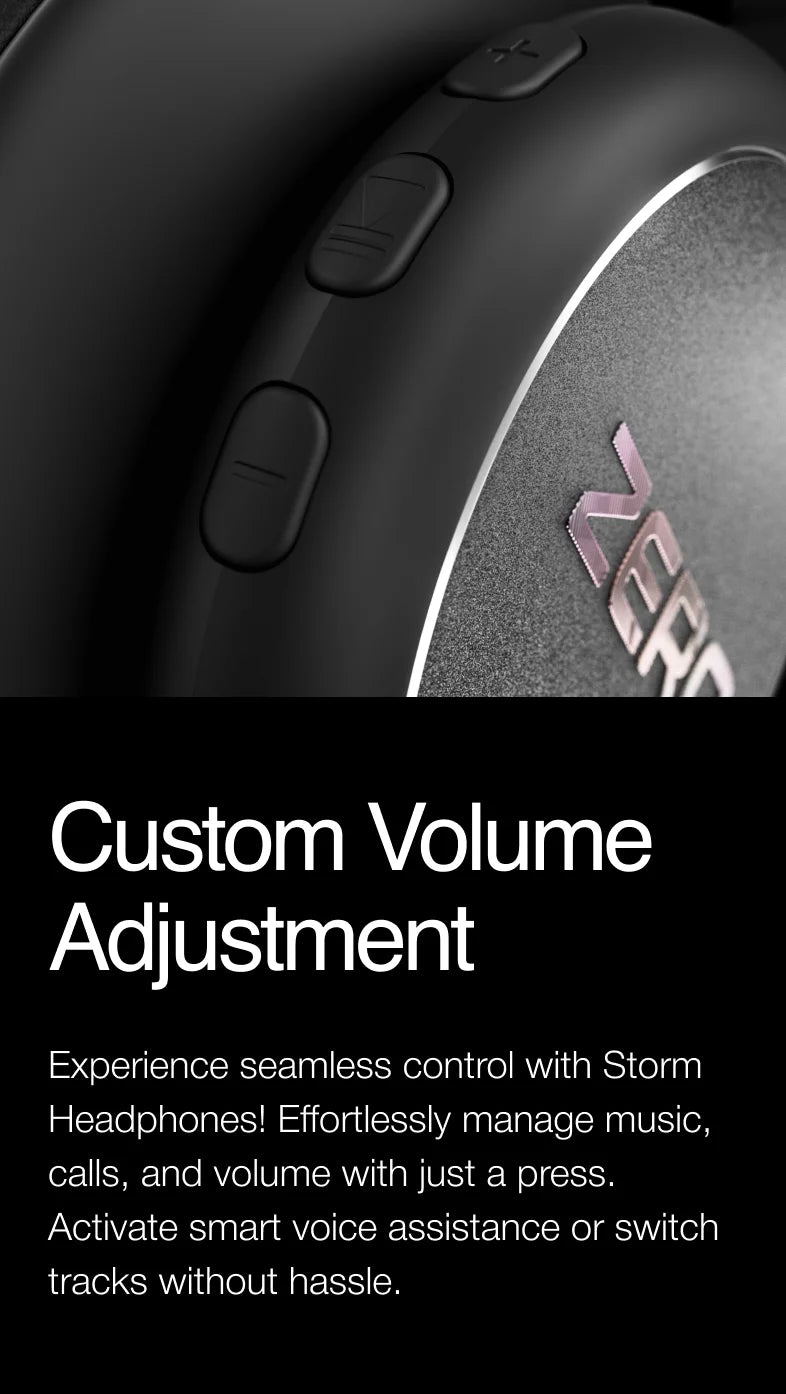 +
−
ZERO
Custom Volume
Adjustment
Experience seamless control with Storm
Headphones! Effortlessly manage music,
calls, and volume with just a press.
Activate smart voice assistance or switch
tracks without hassle.